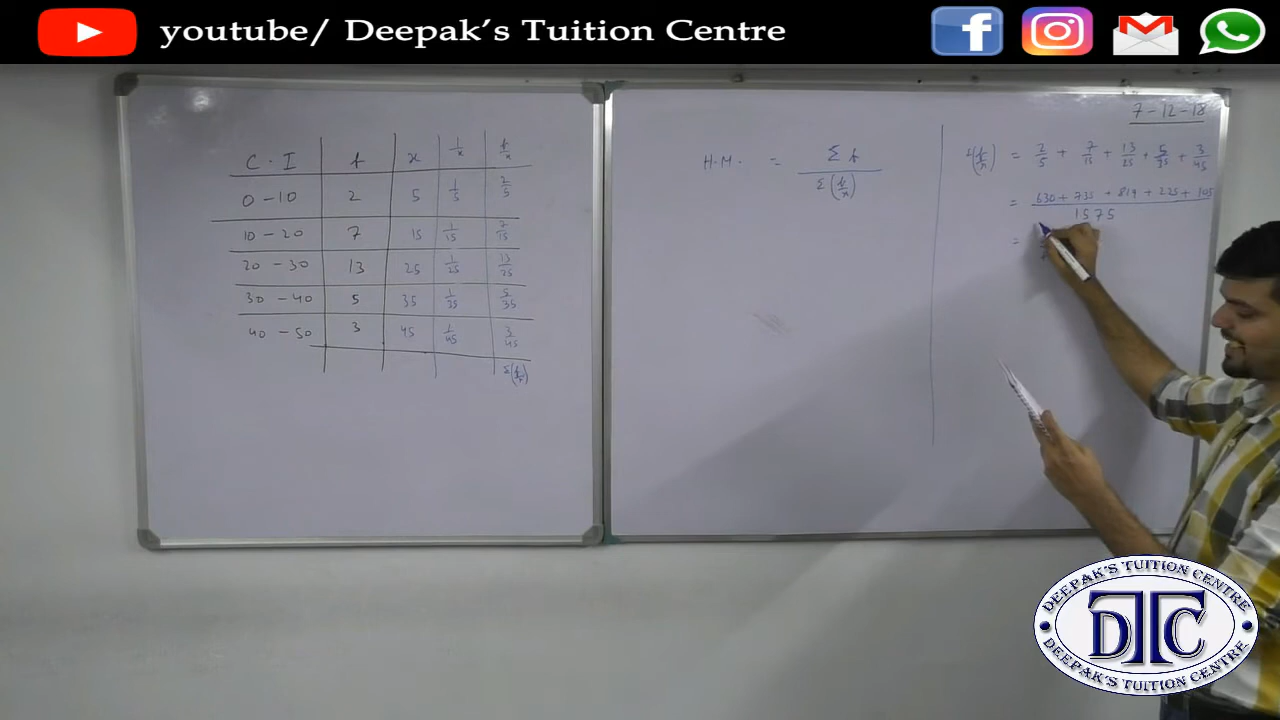 youtube/ Deepak's Tuition Centre
7-12-18
C.I f x 1/x f/x
0-10 2 5 1/5 2/5
10-20 7 15 1/15 7/15
20-30 13 25 1/25 13/25
30-40 5 35 1/35 5/35
40-50 3 45 1/45 3/45
Σ(f/x)
H.M. = Σf / Σ(f/x)
Σ(f/x) = 2/5 + 7/15 + 13/25 + 5/35 + 3/45
= 630 + 735 + 819 + 225 + 105 / 1575
=
DEEPAK'S TUITION CENTRE
DTC
DEEPAK'S TUITION CENTRE